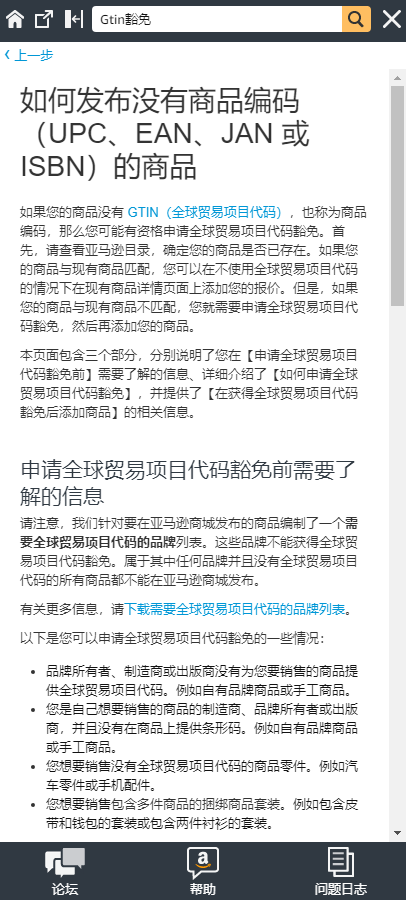 Gtin豁免
上一步
如何发布没有商品编码
（UPC、EAN、JAN 或
ISBN）的商品
如果您的商品没有 GTIN（全球贸易项目代码），也称为商品
编码，那么您可能有资格申请全球贸易项目代码豁免。首
先，请查看亚马逊目录，确定您的商品是否已存在。如果您
的商品与现有商品匹配，您可以在不使用全球贸易项目代码
的情况下在现有商品详情页面上添加您的报价。但是，如果
您的商品与现有商品不匹配，您就需要申请全球贸易项目代
码豁免，然后再添加您的商品。
本页面包含三个部分，分别说明了您在【申请全球贸易项目
代码豁免前】需要了解的信息、详细介绍了【如何申请全球
贸易项目代码豁免】，并提供了【在获得全球贸易项目代码
豁免后添加商品】的相关信息。
申请全球贸易项目代码豁免前需要了
解的信息
请注意，我们针对要在亚马逊商城发布的商品编制了一个需
要全球贸易项目代码的品牌列表。这些品牌不能获得全球贸
易项目代码豁免。属于其中任何品牌并且没有全球贸易项目
代码的所有商品都不能在亚马逊商城发布。
有关更多信息，请下载需要全球贸易项目代码的品牌列表。
以下是您可以申请全球贸易项目代码豁免的一些情况：
• 品牌所有者、制造商或出版商没有为您要销售的商品提
供全球贸易项目代码。例如自有品牌商品或手工商品。
• 您是自己想要销售的商品的制造商、品牌所有者或出版
商，并且没有在商品上提供条形码。例如自有品牌商品
或手工商品。
• 您想要销售没有全球贸易项目代码的商品零件。例如汽
车零件或手机配件。
• 您想要销售包含多件商品的捆绑商品套装。例如包含皮
带和钱包的套装或包含两件衬衫的套装。
论坛
帮助
问题日志